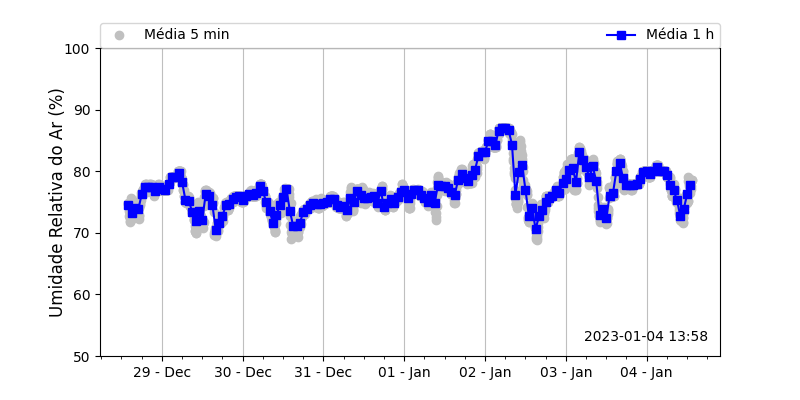 Média 5 min
Média 1 h
100
90
80
70
60
50
Umidade Relativa do Ar (%)
2023-01-04 13:58
29 - Dec
30 - Dec
31 - Dec
01 - Jan
02 - Jan
03 - Jan
04 - Jan